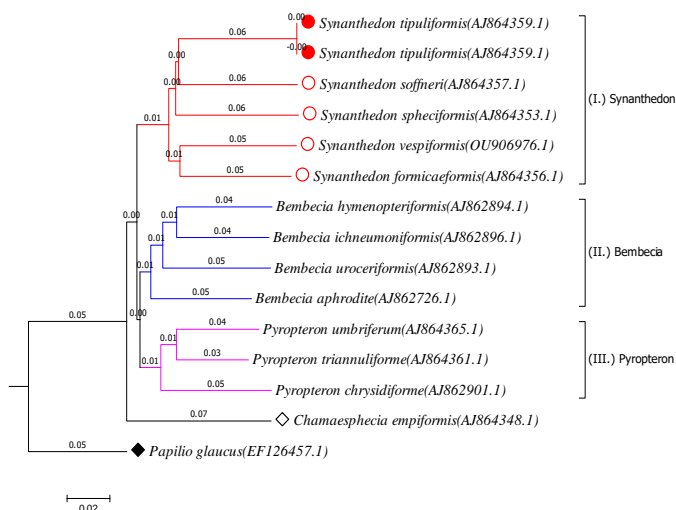 0.00
0.06
Synanthedon tipuliformis(AJ864359.1)
-0.00
Synanthedon tipuliformis(AJ864359.1)
0.00
0.06
Synanthedon soffneri(AJ864357.1)
(I.) Synanthedon
0.00
0.06
Synanthedon spheciformis(AJ864353.1)
0.01
0.05
Synanthedon vespiformis(OU906976.1)
0.01
0.05
Synanthedon formicaeformis(AJ864356.1)
0.04
Bembecia hymenopteriformis(AJ862894.1)
0.00
0.01
0.04
Bembecia ichneumoniformis(AJ862896.1)
0.01
(II.) Bembecia
0.05
Bembecia uroceriformis(AJ862893.1)
0.01
0.05
Bembecia aphrodite(AJ862726.1)
0.00
0.05
0.04
Pyropteron umbriferum(AJ864365.1)
0.01
0.03
Pyropteron triannuliforme(AJ864361.1)
(III.) Pyropteron
0.01
0.05
Pyropteron chrysidiforme(AJ862901.1)
0.07
Chamaesphecia empiformis(AJ864348.1)
0.05
Papilio glaucus(EF126457.1)
0.02